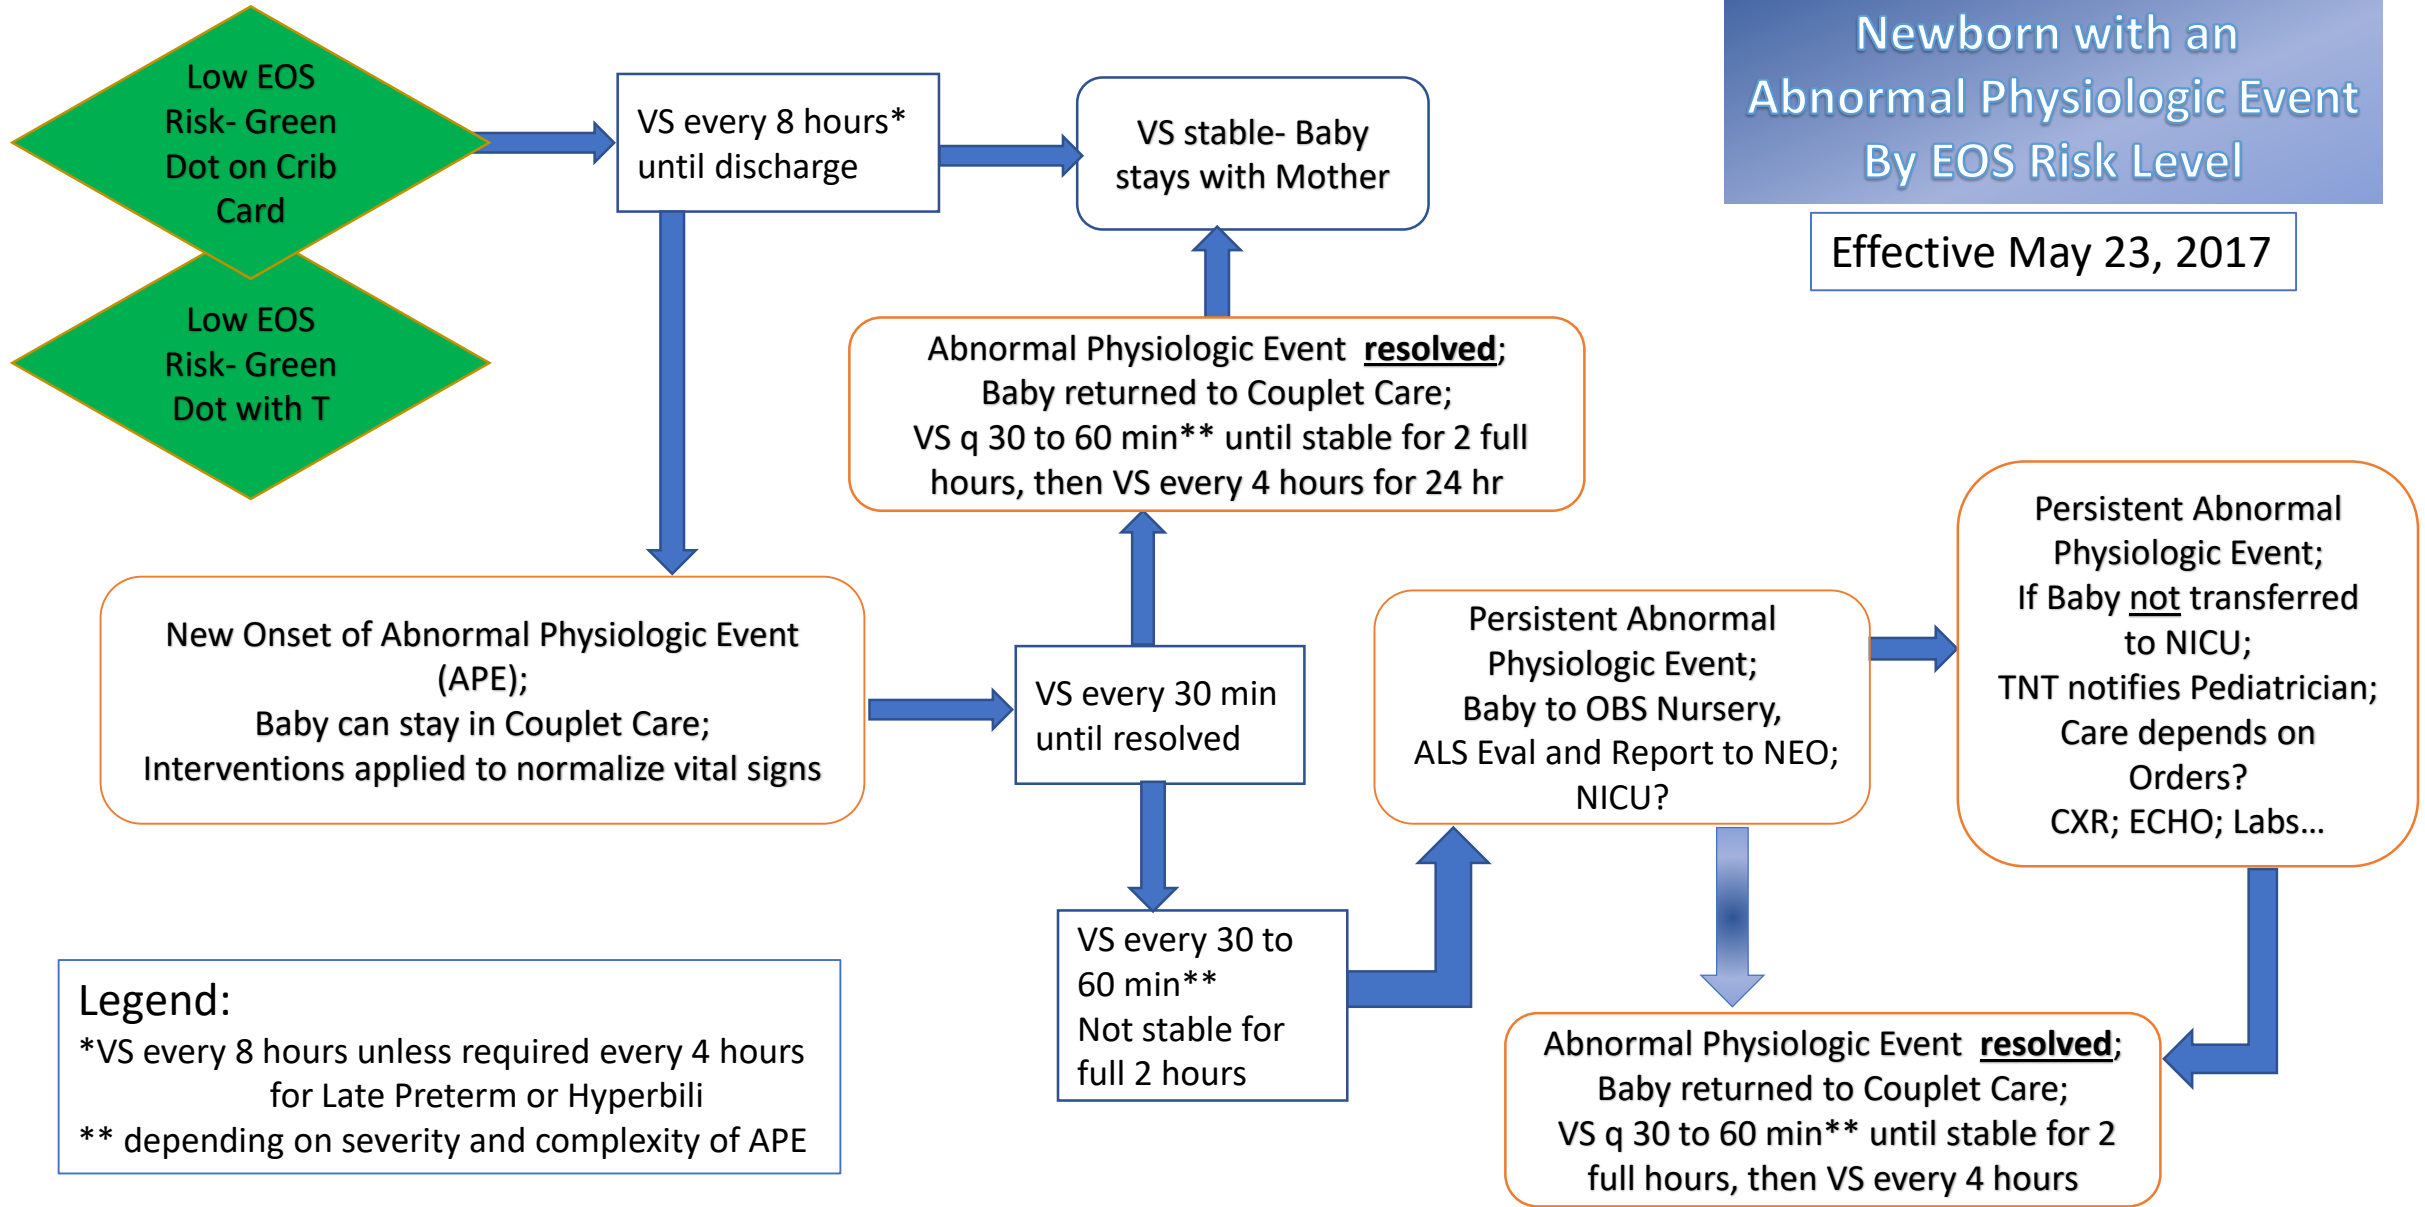 Newborn with an
Abnormal Physiologic Event
By EOS Risk Level
Effective May 23, 2017
Low EOS
Risk- Green
Dot on Crib
Card
Low EOS
Risk- Green
Dot with T
VS every 8 hours*
until discharge
VS stable- Baby
stays with Mother
Abnormal Physiologic Event resolved;
Baby returned to Couplet Care;
VS q 30 to 60 min** until stable for 2 full
hours, then VS every 4 hours for 24 hr
New Onset of Abnormal Physiologic Event
(APE);
Baby can stay in Couplet Care;
Interventions applied to normalize vital signs
VS every 30 min
until resolved
VS every 30 to
60 min**
Not stable for
full 2 hours
Persistent Abnormal
Physiologic Event;
Baby to OBS Nursery,
ALS Eval and Report to NEO;
NICU?
Persistent Abnormal
Physiologic Event;
If Baby not transferred
to NICU;
TNT notifies Pediatrician;
Care depends on
Orders?
CXR; ECHO; Labs...
Abnormal Physiologic Event resolved;
Baby returned to Couplet Care;
VS q 30 to 60 min** until stable for 2
full hours, then VS every 4 hours
Legend:
*VS every 8 hours unless required every 4 hours
for Late Preterm or Hyperbili
** depending on severity and complexity of APE